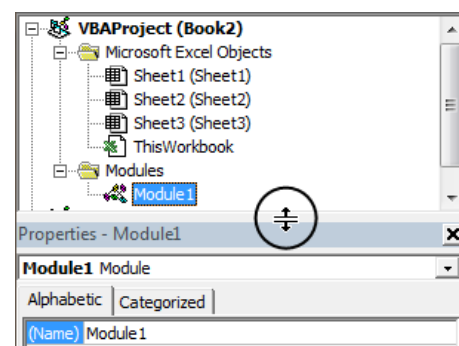 VBAProject (Book2)
Microsoft Excel Objects
Sheet1 (Sheet1)
Sheet2 (Sheet2)
Sheet3 (Sheet3)
ThisWorkbook
Modules
Module1
Properties - Module1
Module1 Module
Alphabetic Categorized
(Name) Module1